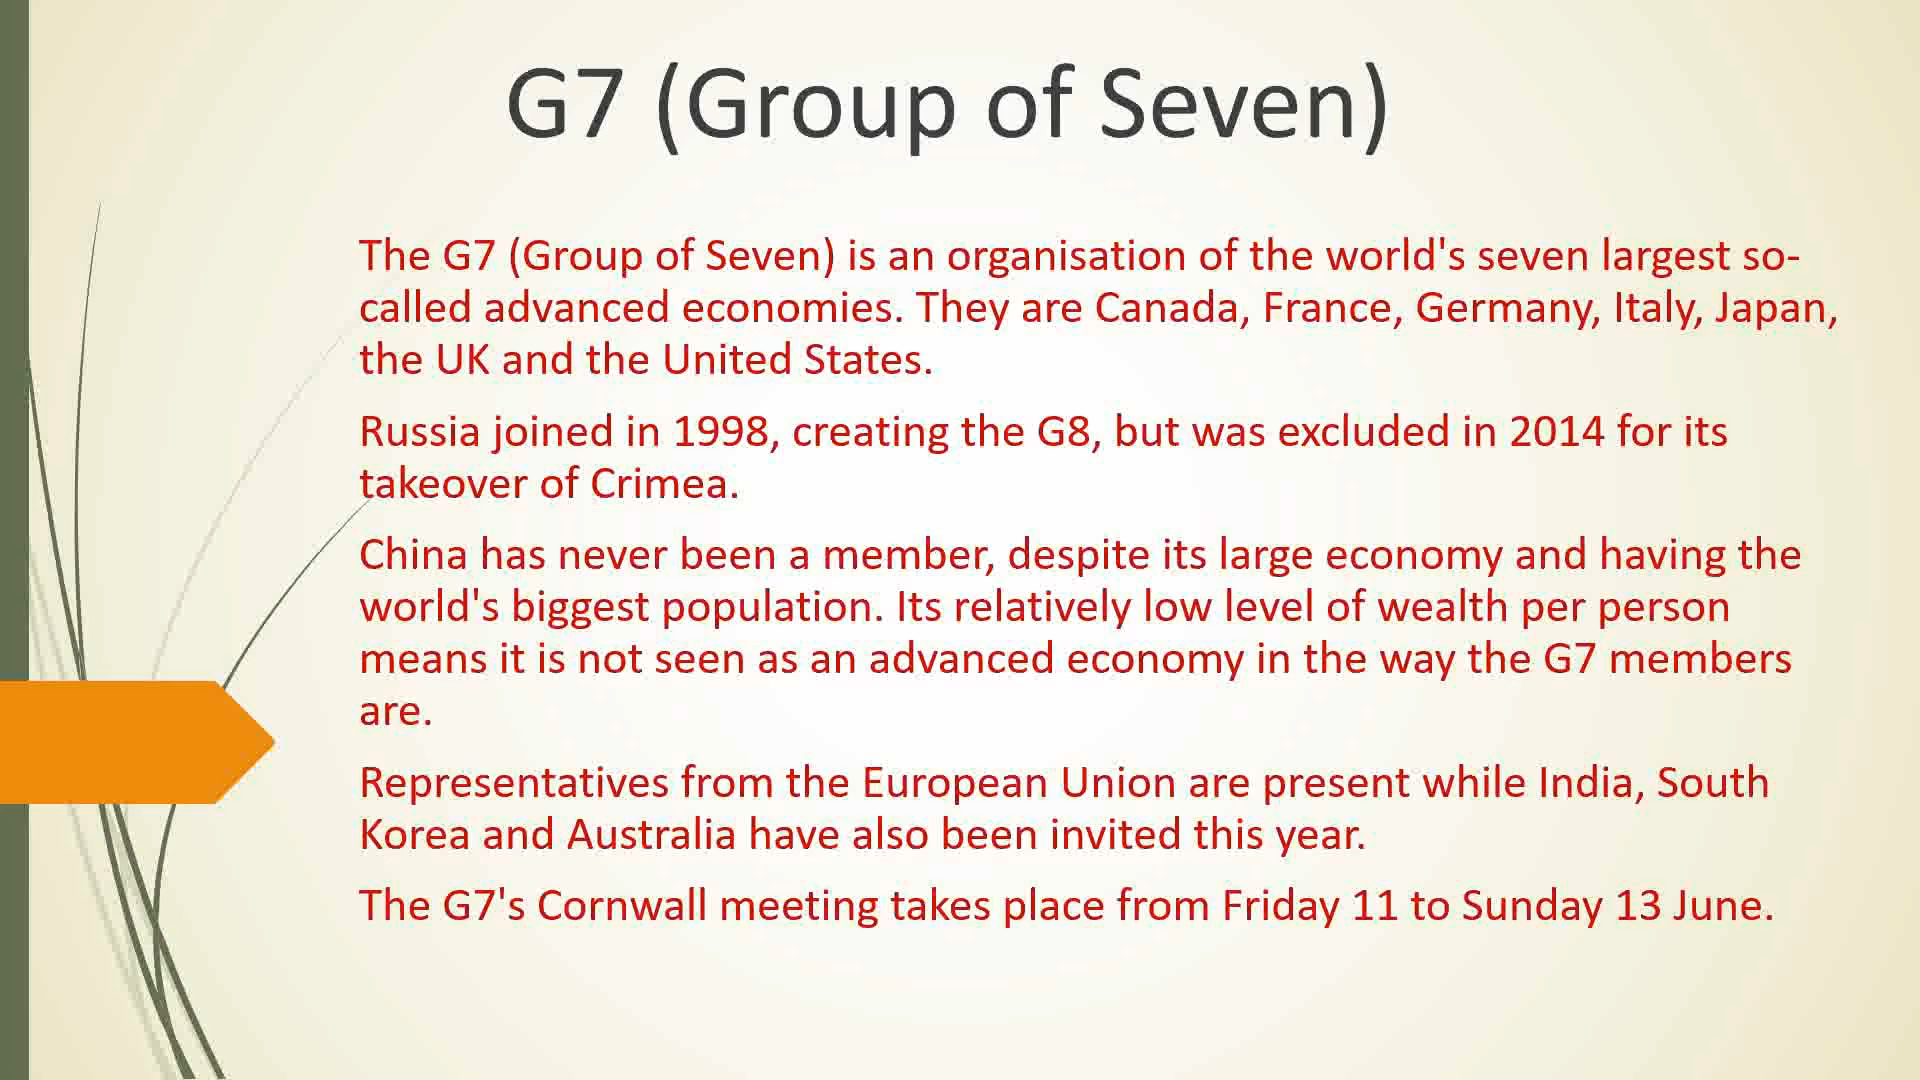 G7 (Group of Seven)
The G7 (Group of Seven) is an organisation of the world's seven largest so-
called advanced economies. They are Canada, France, Germany, Italy, Japan,
the UK and the United States.
Russia joined in 1998, creating the G8, but was excluded in 2014 for its
takeover of Crimea.
China has never been a member, despite its large economy and having the
world's biggest population. Its relatively low level of wealth per person
means it is not seen as an advanced economy in the way the G7 members
are.
Representatives from the European Union are present while India, South
Korea and Australia have also been invited this year.
The G7's Cornwall meeting takes place from Friday 11 to Sunday 13 June.